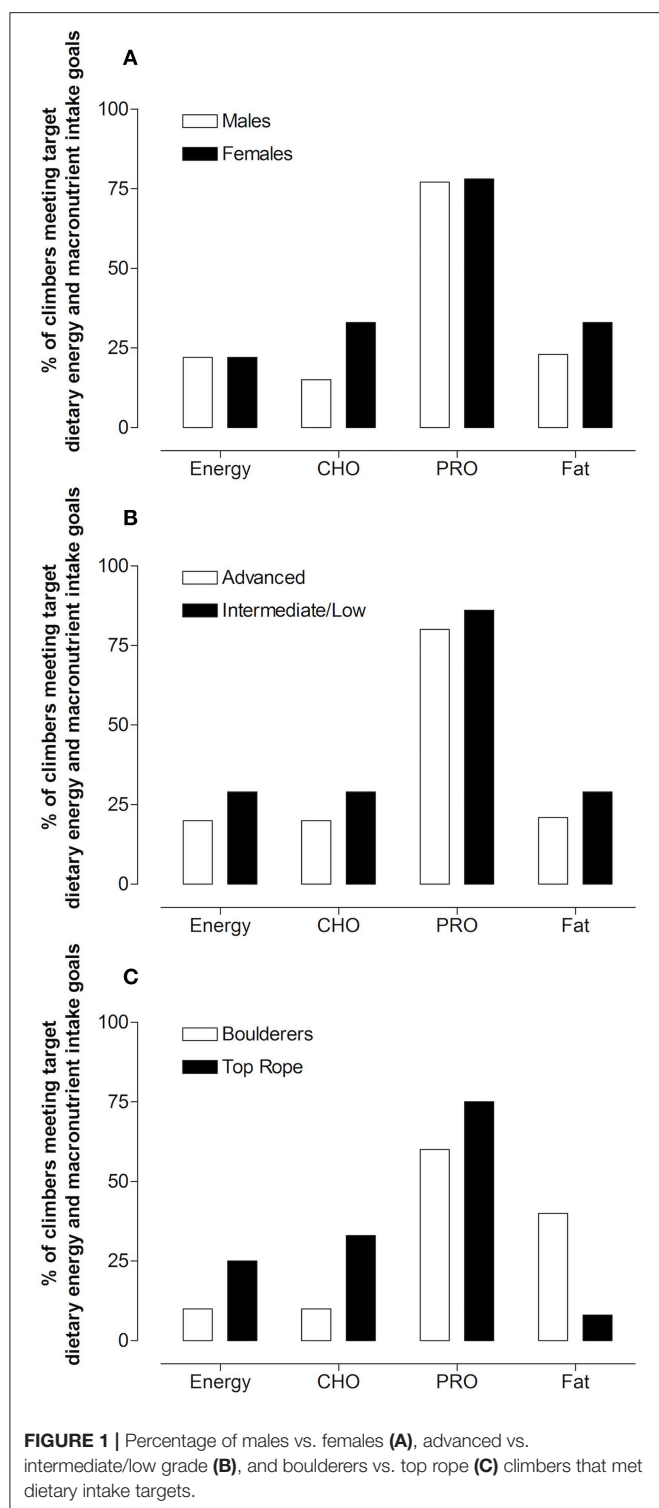 A
% of climbers meeting target
dietary energy and macronutrient intake goals
100
75
50
25
0
Males
Females
Energy CHO PRO Fat
B
% of climbers meeting target
dietary energy and macronutrient intake goals
100
75
50
25
0
Advanced
Intermediate/Low
Energy CHO PRO Fat
C
% of climbers meeting target
dietary energy and macronutrient intake goals
100
75
50
25
0
Boulderers
Top Rope
Energy CHO PRO Fat
FIGURE 1 | Percentage of males vs. females (A), advanced vs.
intermediate/low grade (B), and boulderers vs. top rope (C) climbers that met
dietary intake targets.